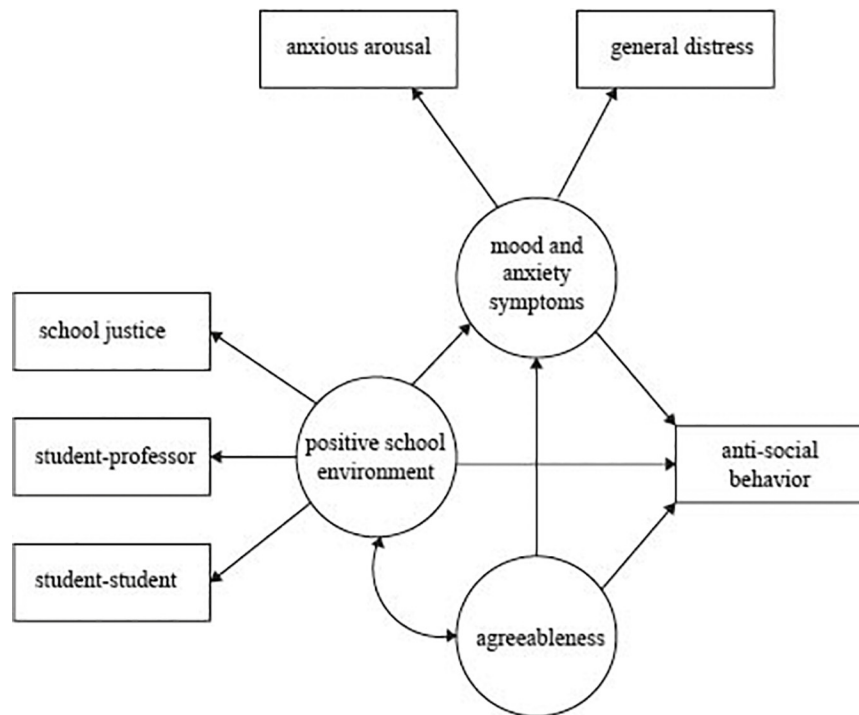 anxious arousal
general distress
mood and
anxiety
symptoms
school justice
student-professor
positive school
environment
anti-social
behavior
student-student
agreeableness